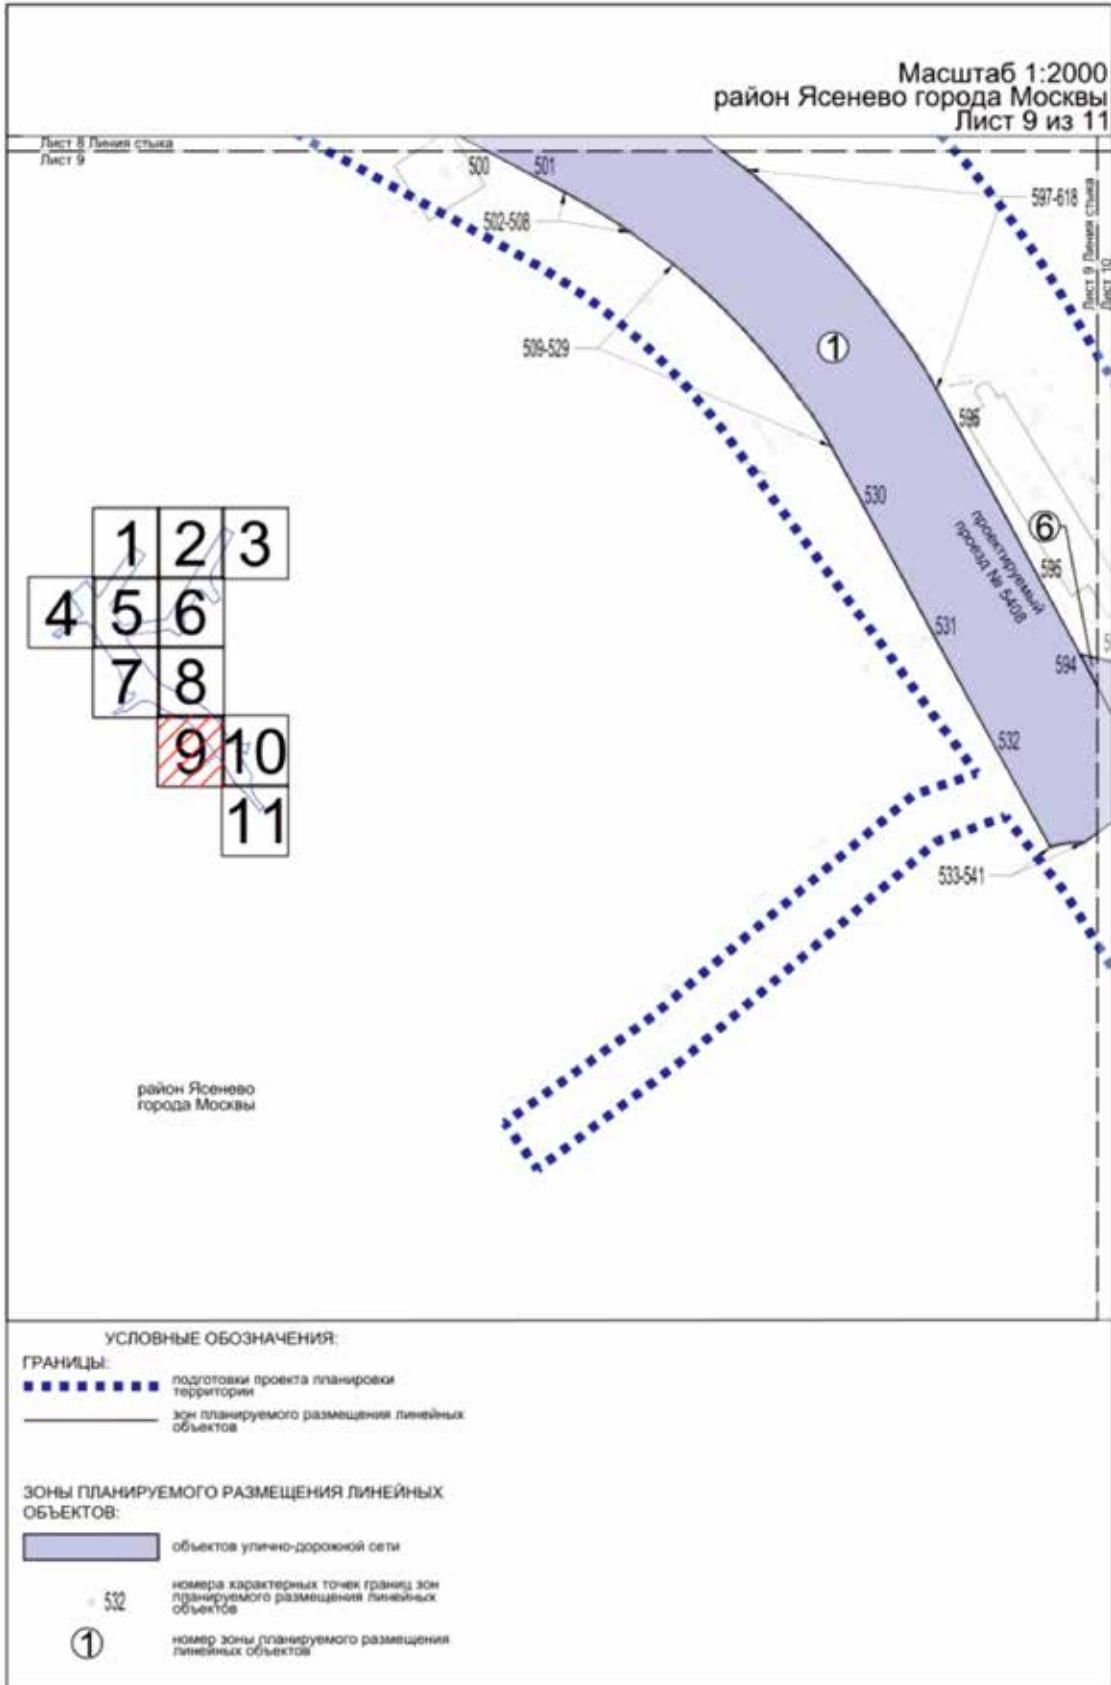 Масштаб 1:2000
район Ясенево города Москвы
Лист 9 из 11
Лист 8 Линия стыка
Лист 9
500
501
502-508
597-618
Лист 9 Линия стыка
Лист 10
509-529
1
596
530
6
проектируемый
проезд № 5408
595
531
594
5
532
533-541
1 2 3
4 5 6
7 8
9 10
11
район Ясенево
города Москвы
УСЛОВНЫЕ ОБОЗНАЧЕНИЯ:
ГРАНИЦЫ:
подготовки проекта планировки
территории
зон планируемого размещения линейных
объектов
ЗОНЫ ПЛАНИРУЕМОГО РАЗМЕЩЕНИЯ ЛИНЕЙНЫХ
ОБЪЕКТОВ:
объектов улично-дорожной сети
532
номера характерных точек границ зон
планируемого размещения линейных
объектов
1
номер зоны планируемого размещения
линейных объектов